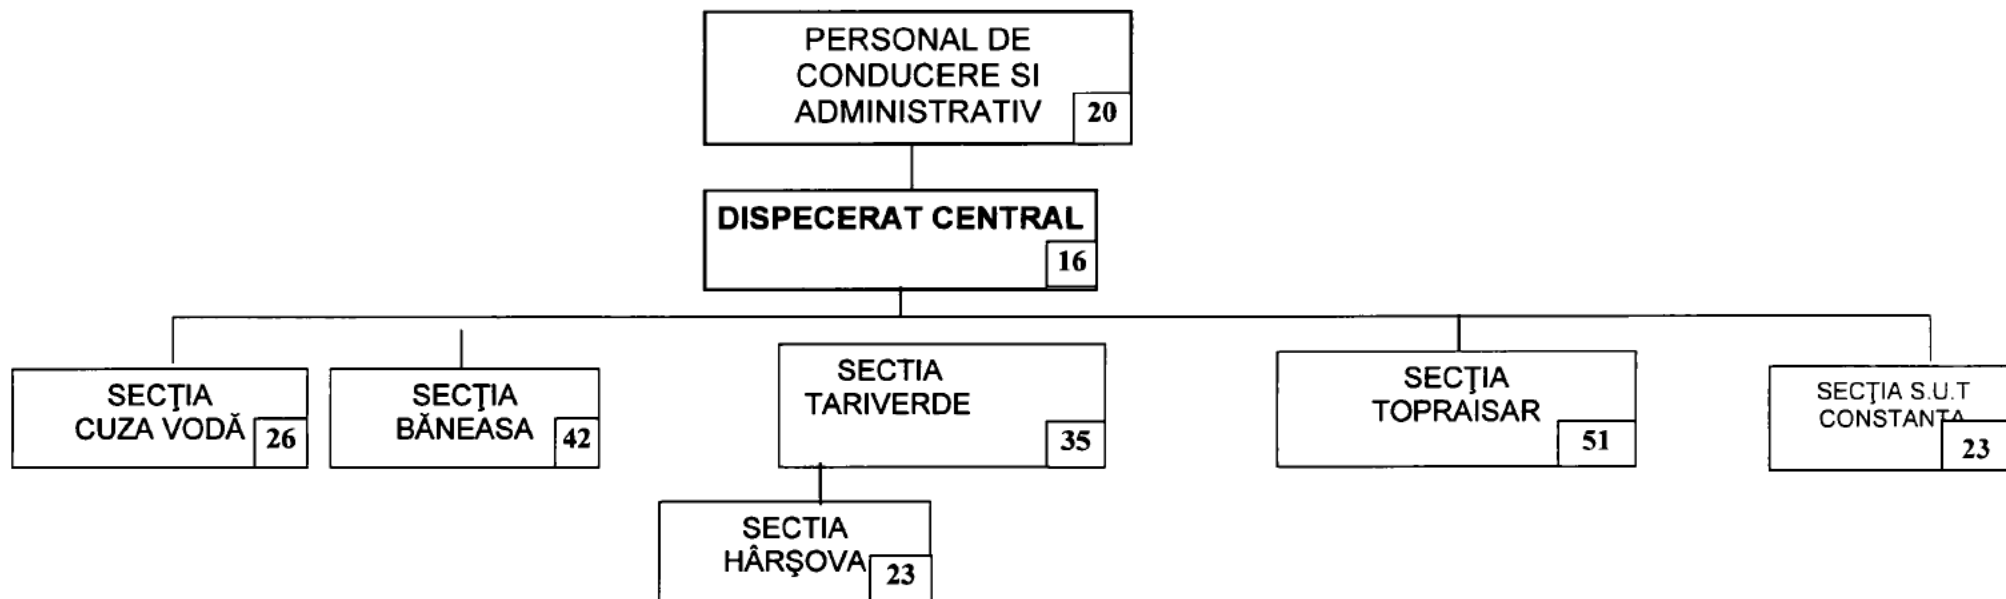 PERSONAL DE
CONDUCERE SI
ADMINISTRATIV
20
DISPECERAT CENTRAL
16
SECŢIA
CUZA VODĂ
26
SECŢIA
BĂNEASA
42
SECTIA
TARIVERDE
35
SECŢIA
TOPRAISAR
51
SECŢIA S.U.T
CONSTANTA
23
SECTIA
HÂRŞOVA
23